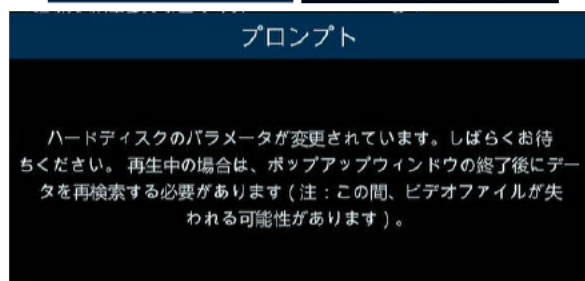 プロンプト
ハードディスクのパラメータが変更されています。しばらくお待
ちください。 再生中の場合は、ポップアップウィンドウの終了後にデー
タを再検索する必要があります ( 注：この間、ビデオファイルが失
われる可能性があります ) 。